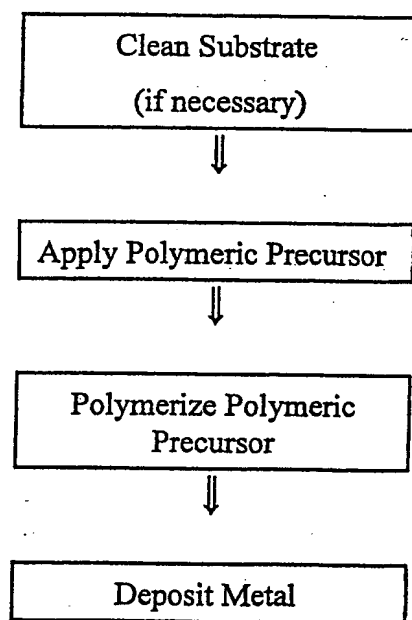 Clean Substrate
(if necessary)
Apply Polymeric Precursor
Polymerize Polymeric
Precursor
Deposit Metal